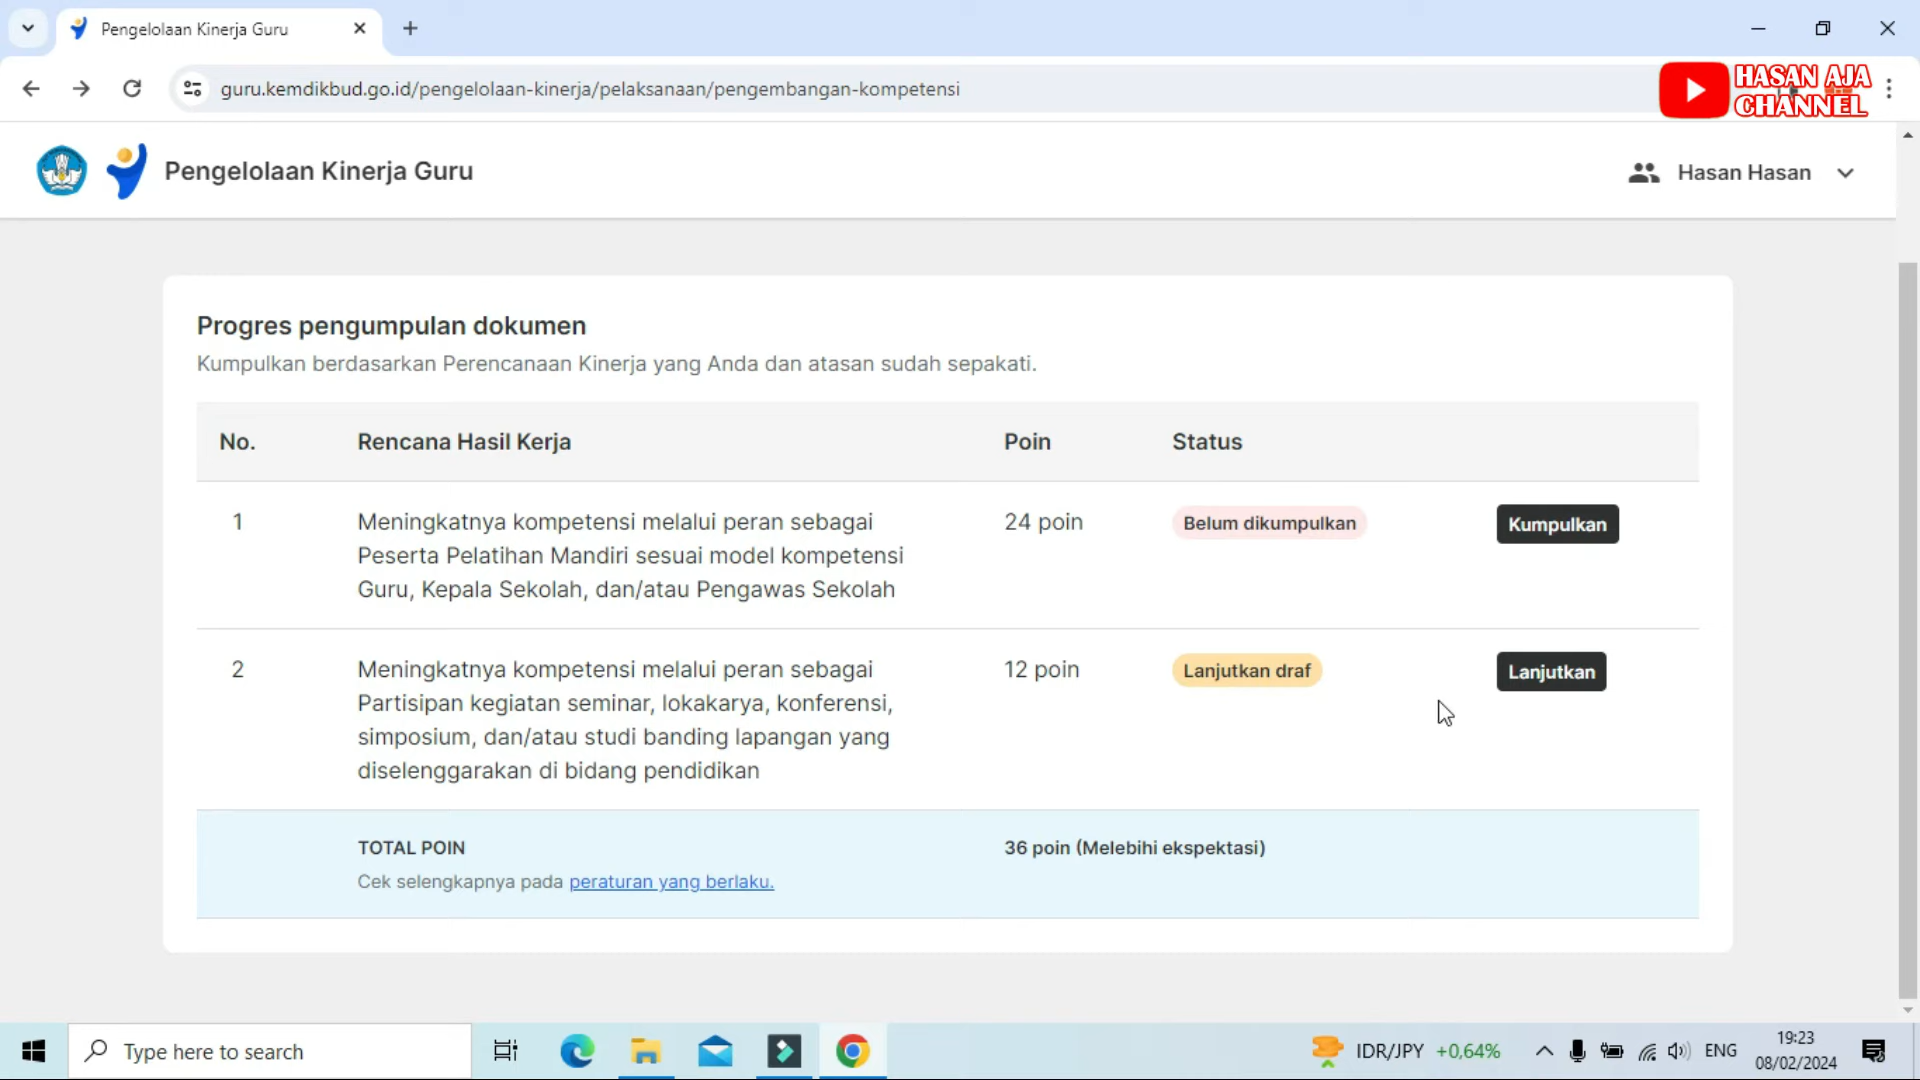 Pengelolaan Kinerja Guru
guru.kemdikbud.go.id/pengelolaan-kinerja/pelaksanaan/pengembangan-kompetensi
HASAN AJA
CHANNEL
Pengelolaan Kinerja Guru
Hasan Hasan
Progres pengumpulan dokumen
Kumpulkan berdasarkan Perencanaan Kinerja yang Anda dan atasan sudah sepakati.
No. Rencana Hasil Kerja Poin Status
1 Meningkatnya kompetensi melalui peran sebagai 24 poin Belum dikumpulkan Kumpulkan
Peserta Pelatihan Mandiri sesuai model kompetensi
Guru, Kepala Sekolah, dan/atau Pengawas Sekolah
2 Meningkatnya kompetensi melalui peran sebagai 12 poin Lanjutkan draf Lanjutkan
Partisipan kegiatan seminar, lokakarya, konferensi,
simposium, dan/atau studi banding lapangan yang
diselenggarakan di bidang pendidikan
TOTAL POIN 36 poin (Melebihi ekspektasi)
Cek selengkapnya pada peraturan yang berlaku.
Type here to search
IDR/JPY +0,64%
ENG
19:23
08/02/2024